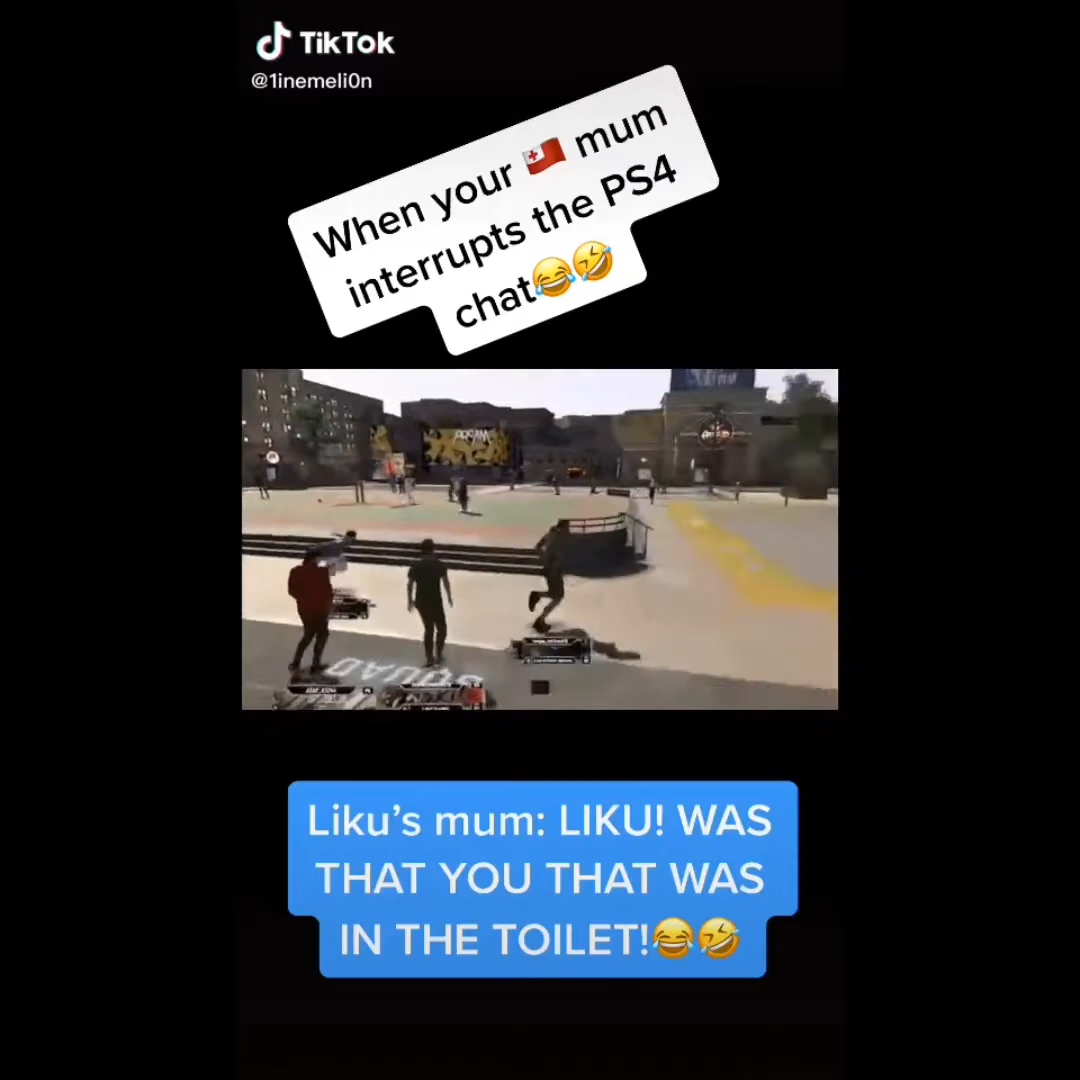 TikTok
@1inemeli0n
When your 🇹🇴 mum
interrupts the PS4
chat😂🤣
SQUAD
Liku's mum: LIKU! WAS
THAT YOU THAT WAS
IN THE TOILET!😂🤣